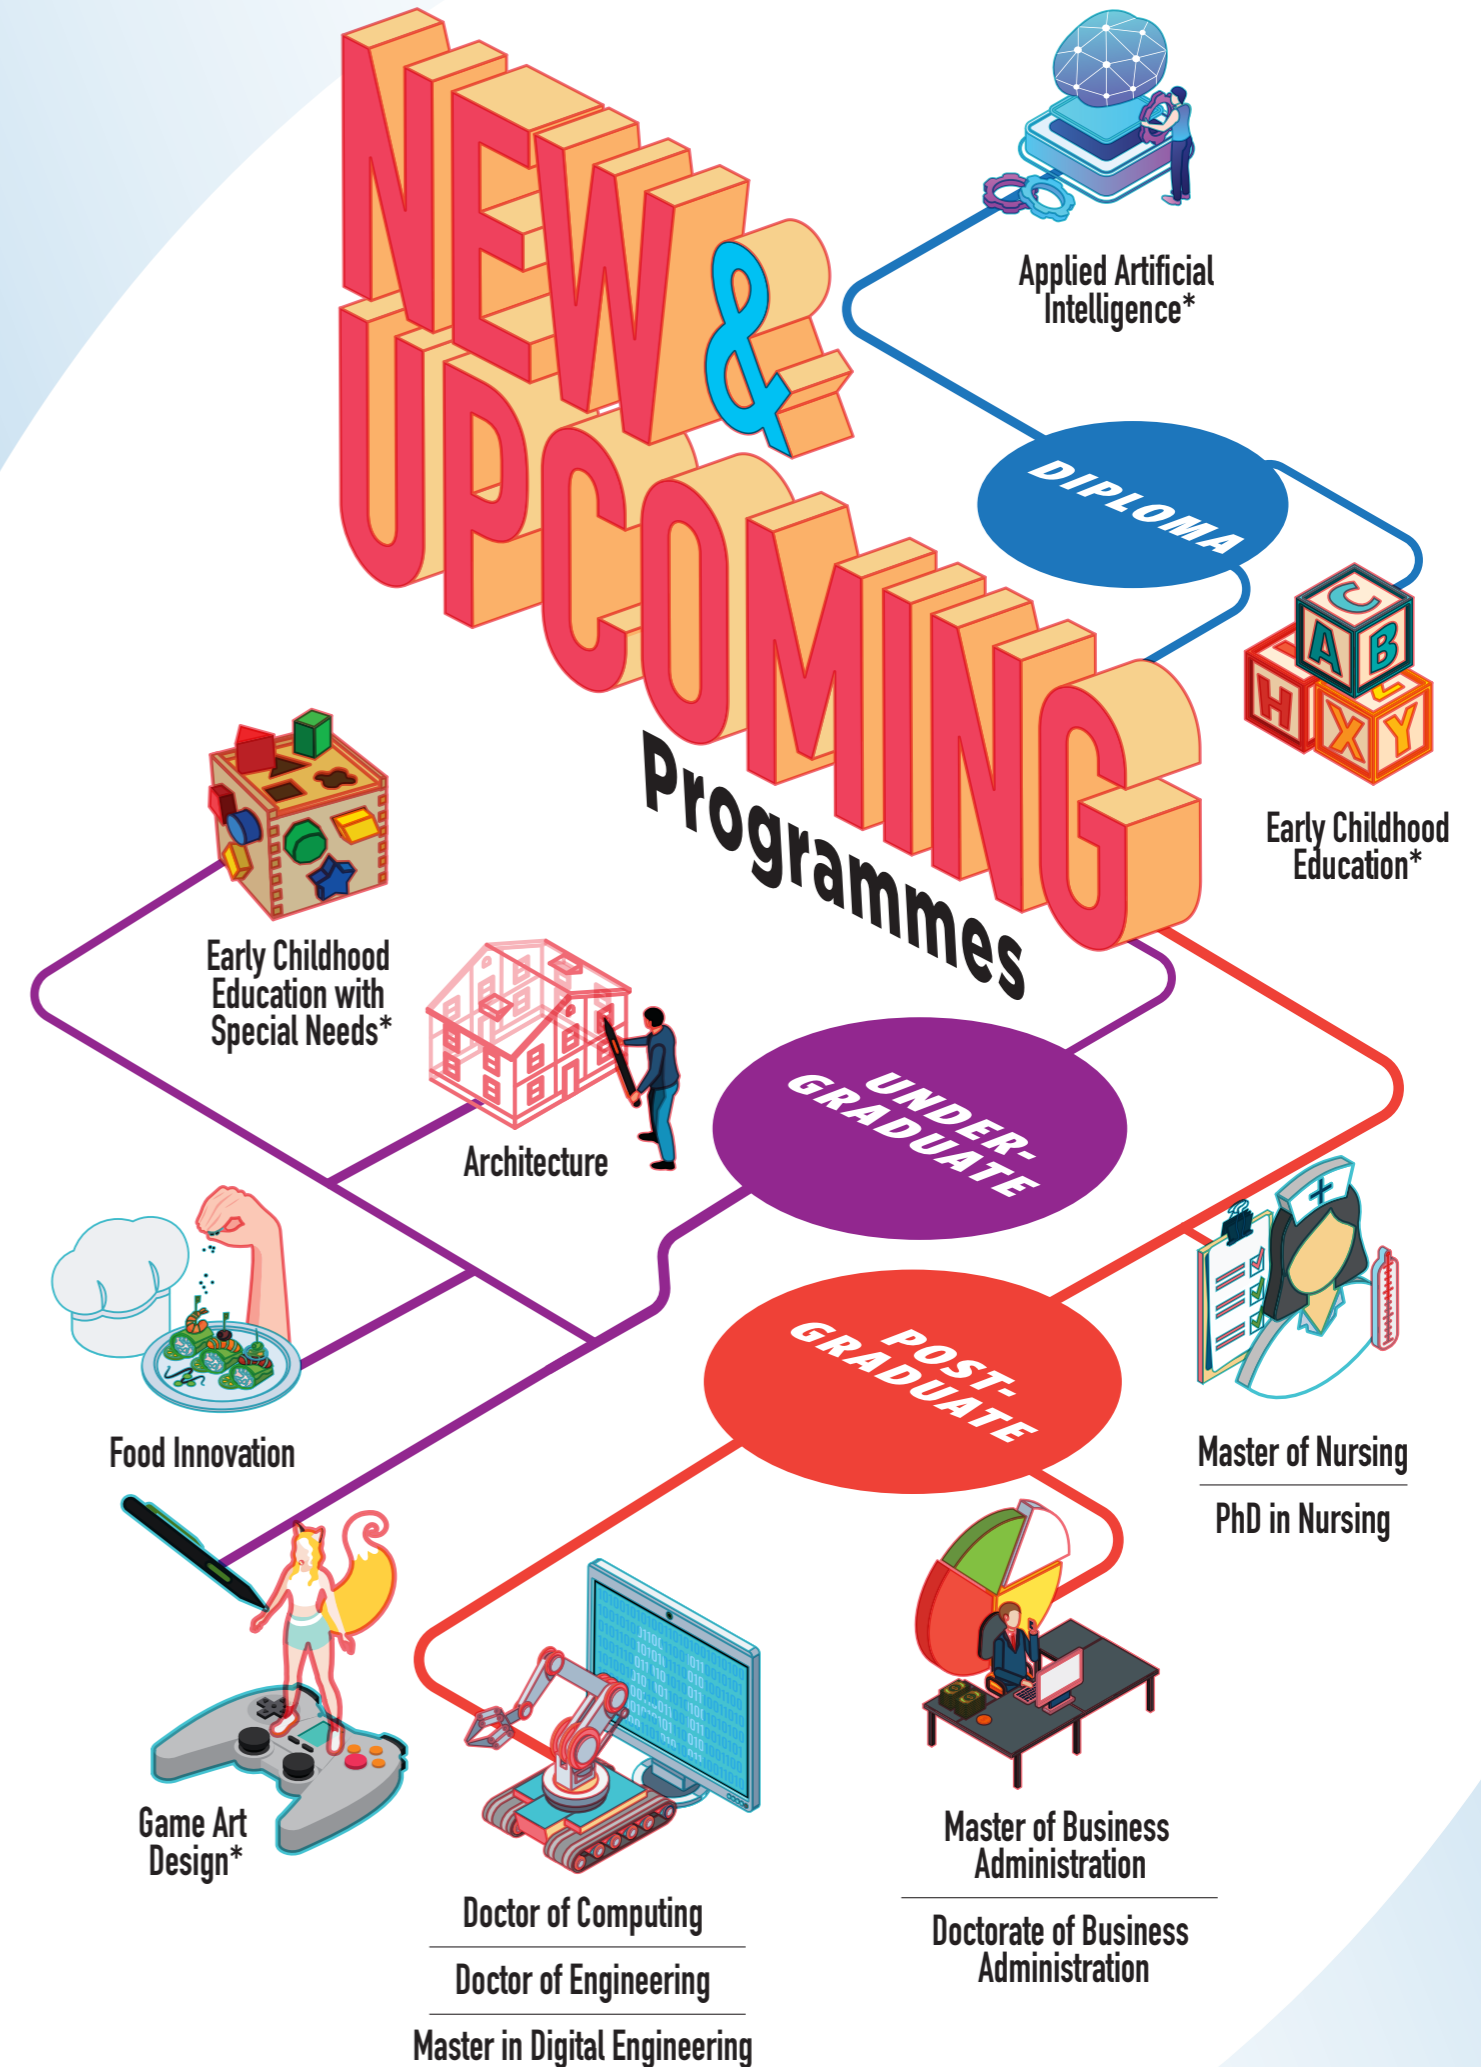 NEW &
UPCOMING
Programmes
Applied Artificial
Intelligence*
DIPLOMA
C
A B
H
X Y
Early Childhood
Education*
Early Childhood
Education with
Special Needs*
Architecture
UNDER-
GRADUATE
Food Innovation
POST-
GRADUATE
Master of Nursing
PhD in Nursing
Game Art
Design*
Doctor of Computing
Doctor of Engineering
Master in Digital Engineering
Master of Business
Administration
Doctorate of Business
Administration